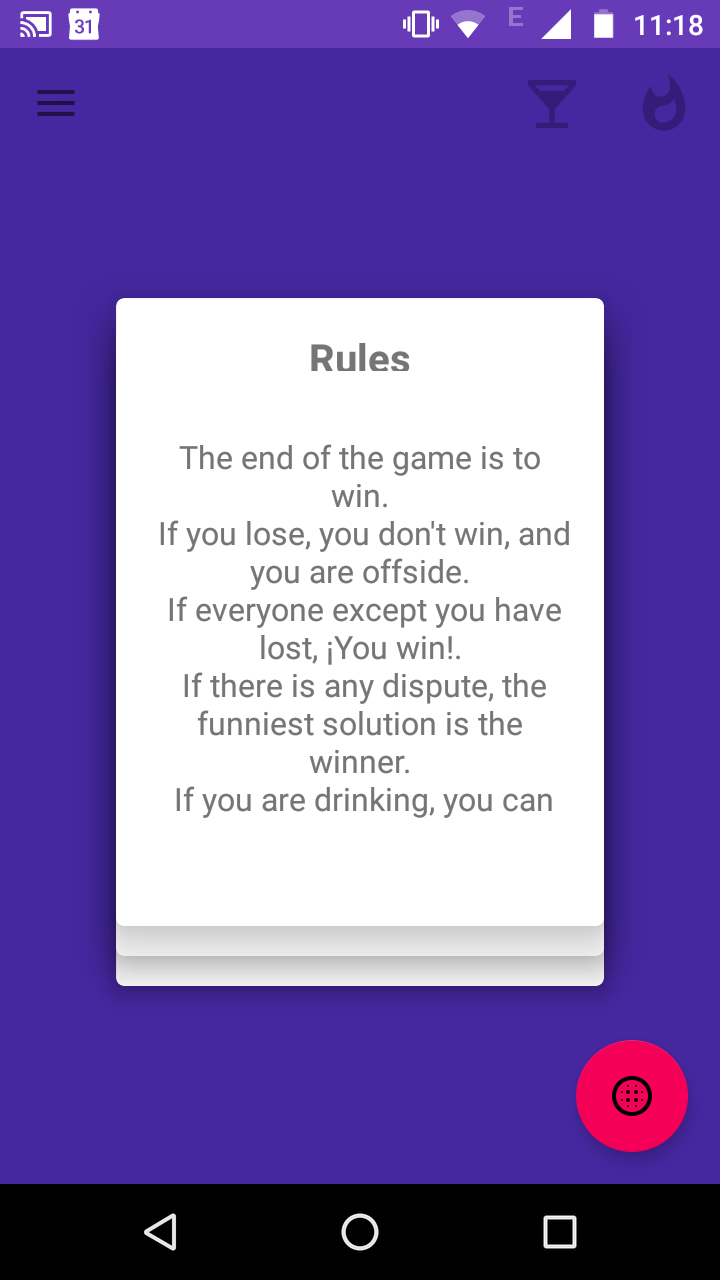 31
E
11:18
Rules
The end of the game is to
win.
If you lose, you don't win, and
you are offside.
If everyone except you have
lost, ¡You win!.
If there is any dispute, the
funniest solution is the
winner.
If you are drinking, you can